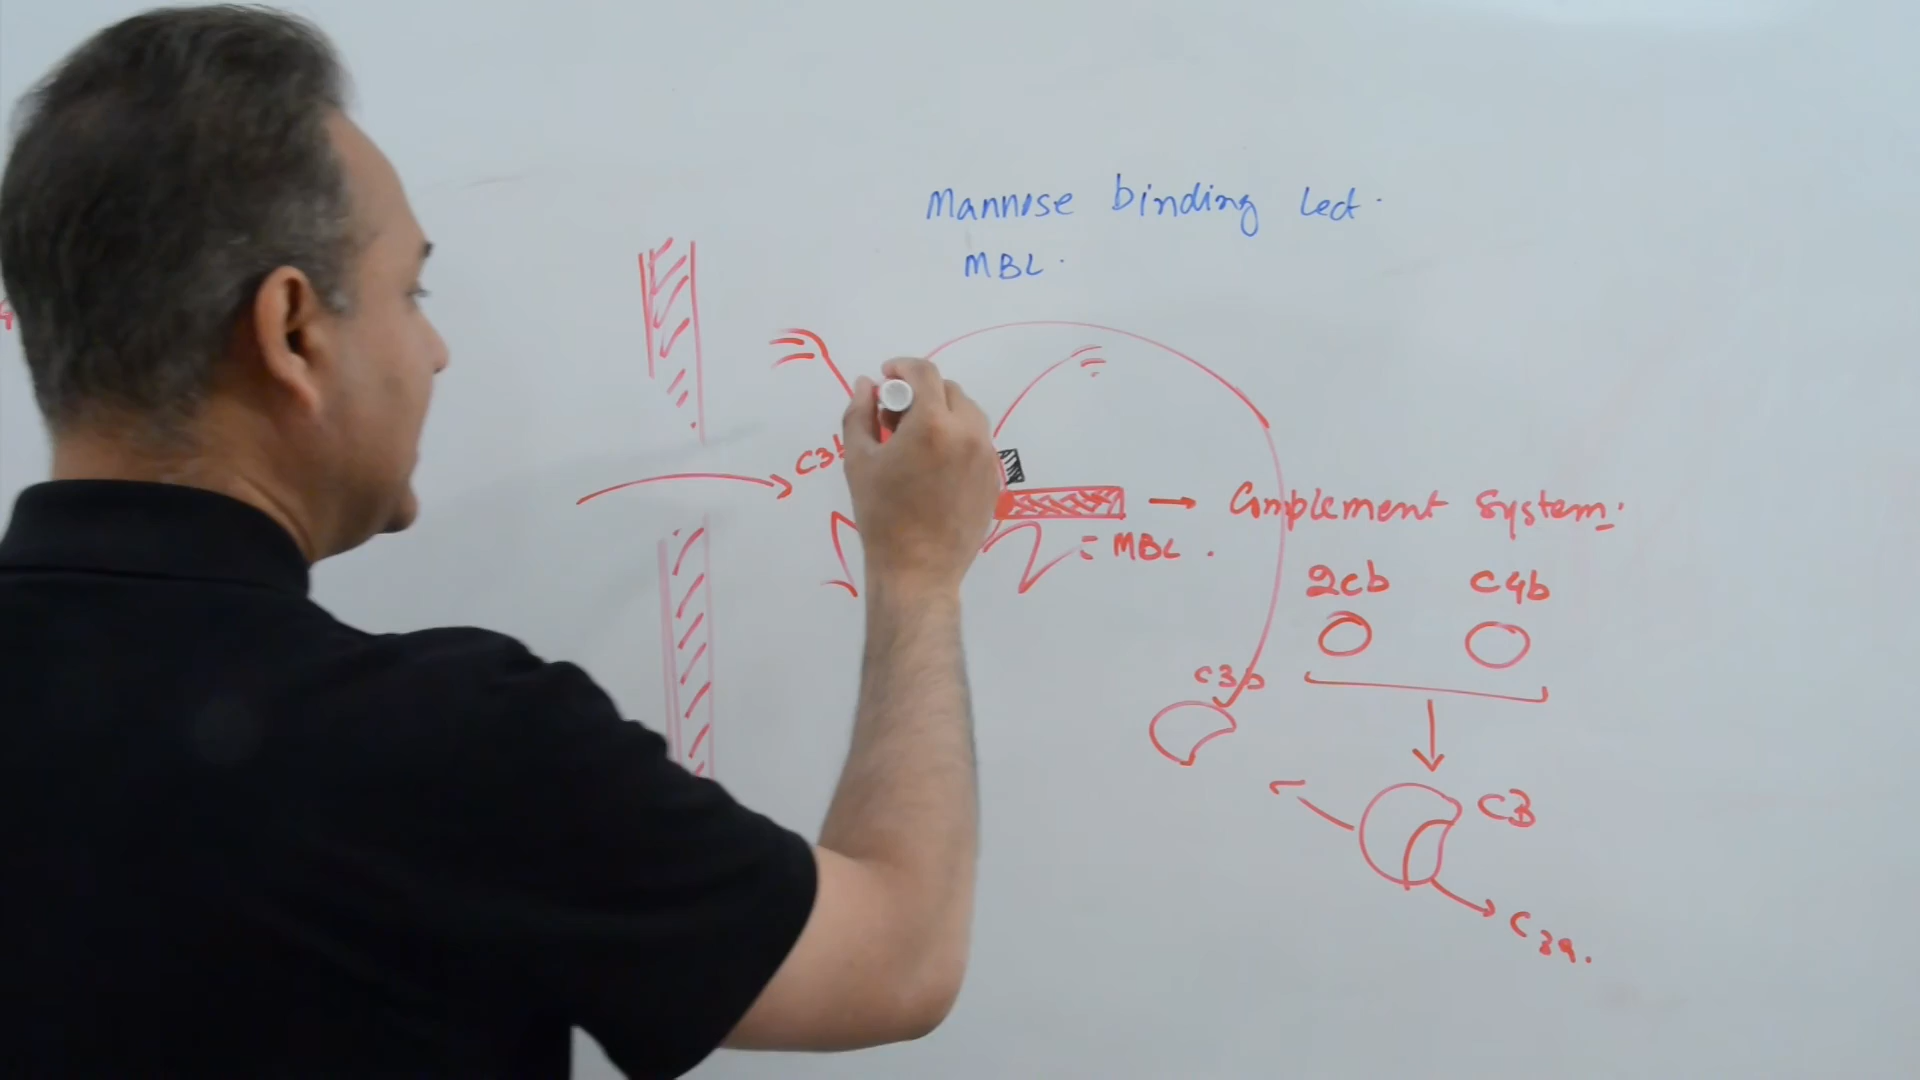 Mannose binding Lect.
MBL.
C3b
→ Complement System:
= MBL.
2cb C4b
C3b
C3
C3a.